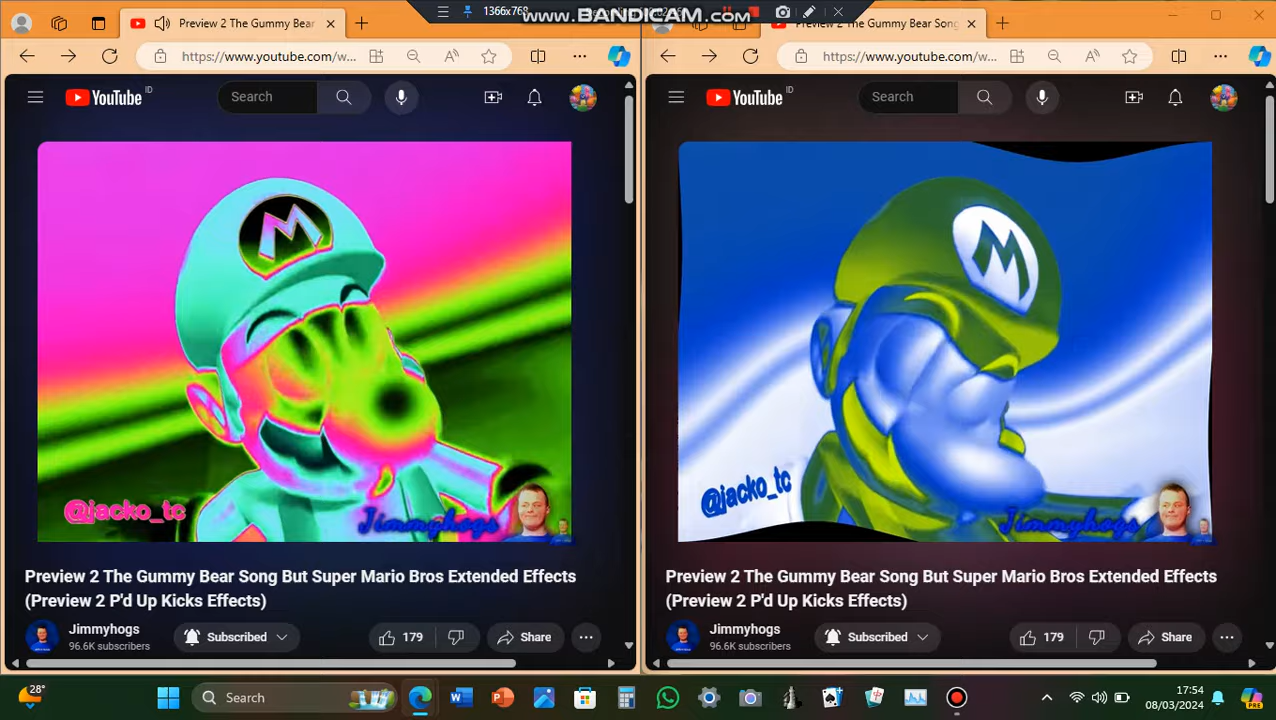 Preview 2 The Gummy Bear
1366x768
www.BANDICAM.com
Preview 2 The Gummy Bear Song
https://www.youtube.com/w...
https://www.youtube.com/w...
YouTube ID
Search
YouTube ID
Search
M
M
@jacko_tc
Jimmyhogs
@jacko_tc
Jimmyhogs
Preview 2 The Gummy Bear Song But Super Mario Bros Extended Effects
(Preview 2 P'd Up Kicks Effects)
Preview 2 The Gummy Bear Song But Super Mario Bros Extended Effects
(Preview 2 P'd Up Kicks Effects)
Jimmyhogs
96.6K subscribers
Subscribed
179
Share
Jimmyhogs
96.6K subscribers
Subscribed
179
Share
28°
Search
17:54
08/03/2024
PRE